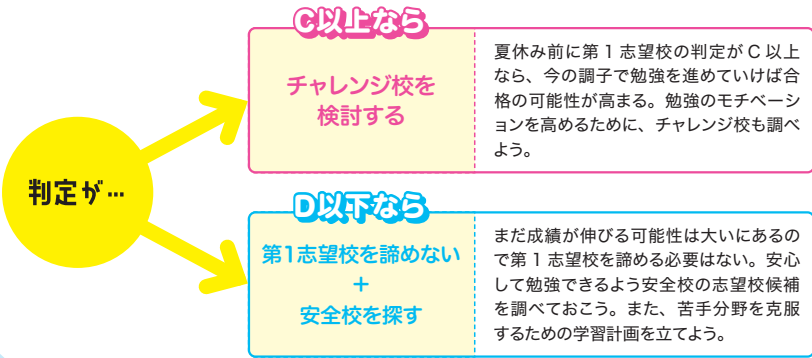 判定が…
C以上なら
チャレンジ校を
検討する
夏休み前に第1志望校の判定がC以上
なら、今の調子で勉強を進めていけば合
格の可能性が高まる。勉強のモチベーシ
ョンを高めるために、チャレンジ校も調べ
よう。
D以下なら
第1志望校を諦めない
+
安全校を探す
まだ成績が伸びる可能性は大いにあるの
で第1志望校を諦める必要はない。安心
して勉強できるよう安全校の志望校候補
を調べておこう。また、苦手分野を克服
するための学習計画を立てよう。